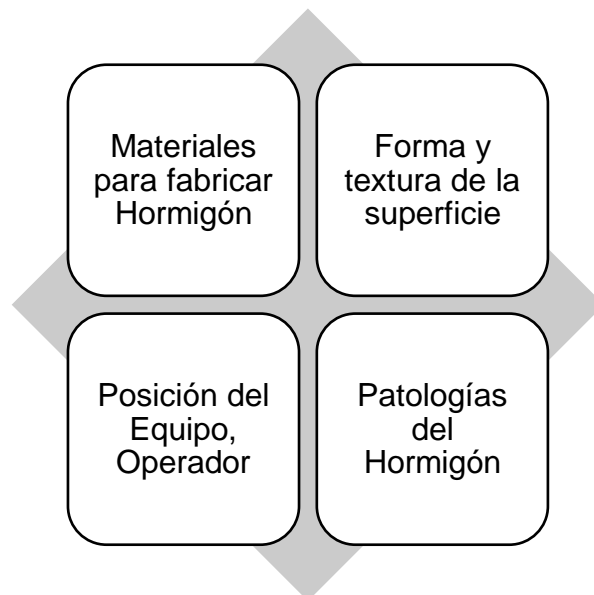 Materiales
para fabricar
Hormigón
Forma y
textura de la
superficie
Posición del
Equipo,
Operador
Patologías
del
Hormigón